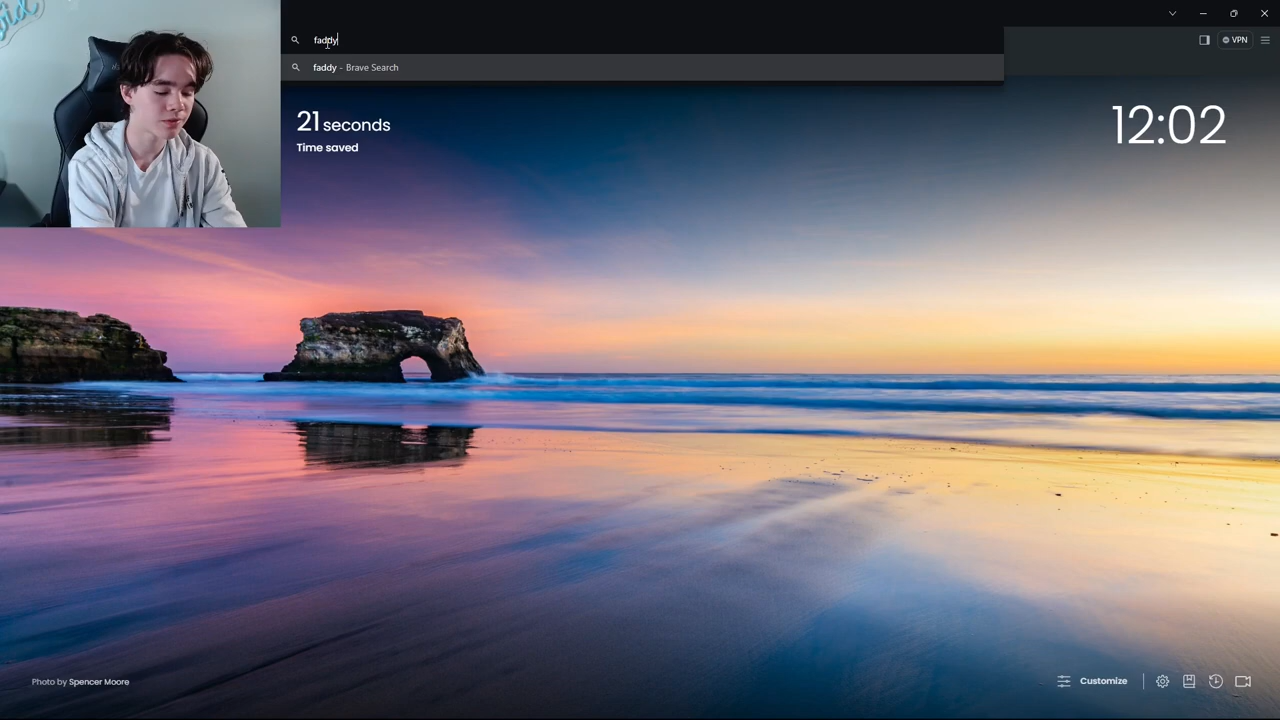 faddy
VPN
faddy - Brave Search
21 seconds
Time saved
12:02
Photo by Spencer Moore
Customize